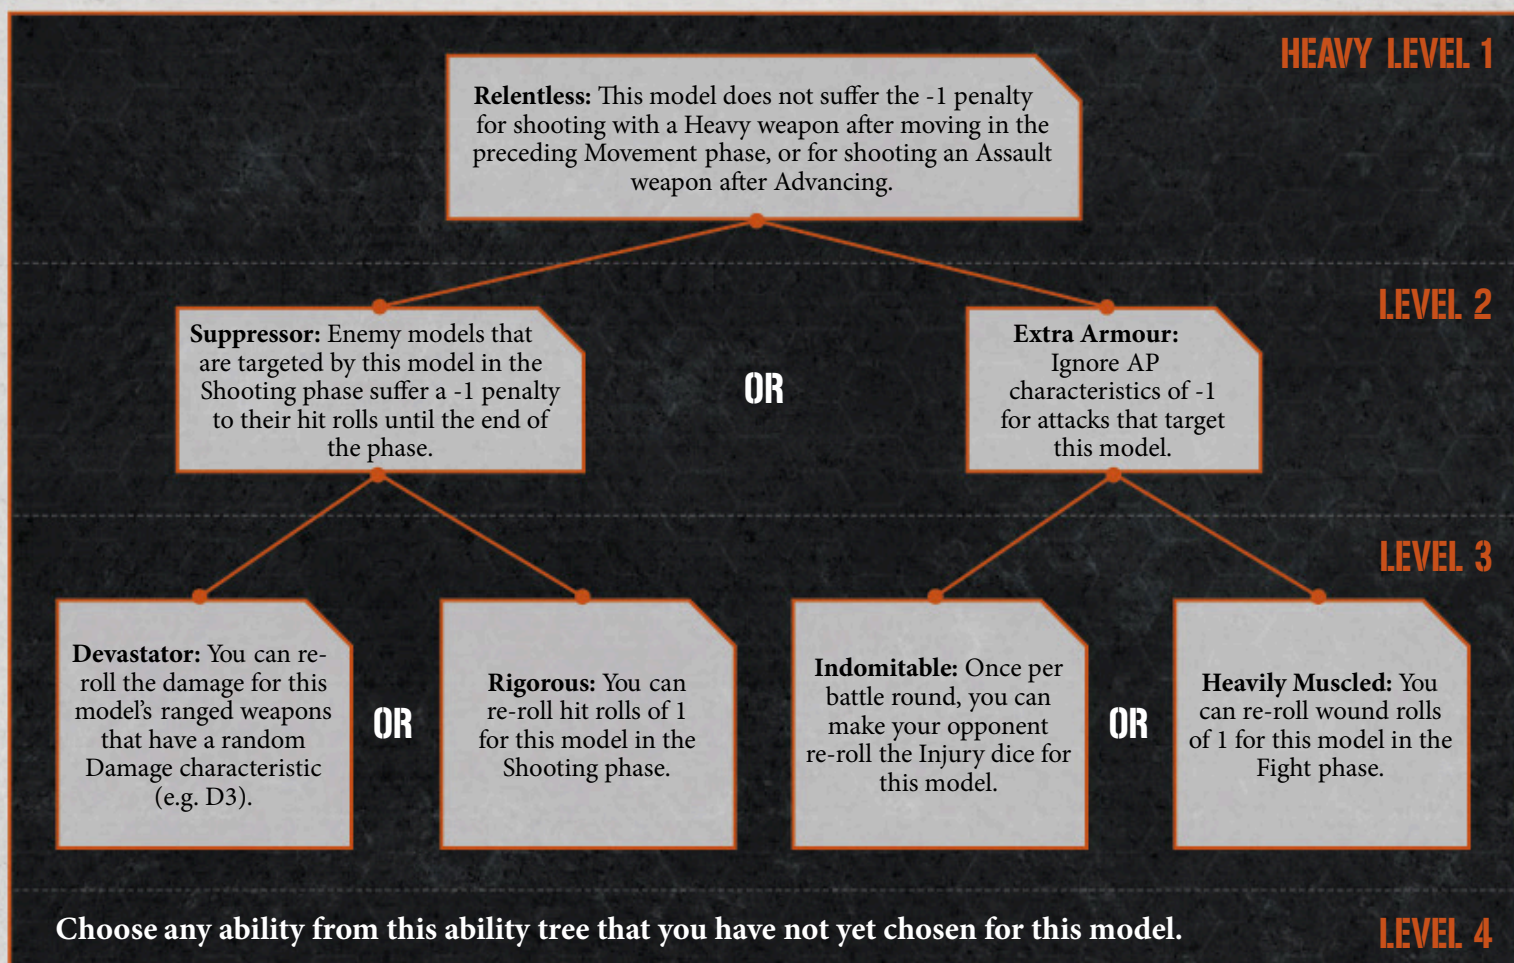 HEAVY LEVEL 1
Relentless: This model does not suffer the -1 penalty
for shooting with a Heavy weapon after moving in the
preceding Movement phase, or for shooting an Assault
weapon after Advancing.
LEVEL 2
Suppressor: Enemy models that
are targeted by this model in the
Shooting phase suffer a -1 penalty
to their hit rolls until the end of
the phase.
OR
Extra Armour:
Ignore AP
characteristics of -1
for attacks that target
this model.
LEVEL 3
Devastator: You can re-
roll the damage for this
model’s ranged weapons
that have a random
Damage characteristic
(e.g. D3).
OR
Rigorous: You can
re-roll hit rolls of 1
for this model in the
Shooting phase.
Indomitable: Once per
battle round, you can
make your opponent
re-roll the Injury dice for
this model.
OR
Heavily Muscled: You
can re-roll wound rolls
of 1 for this model in the
Fight phase.
Choose any ability from this ability tree that you have not yet chosen for this model.
LEVEL 4